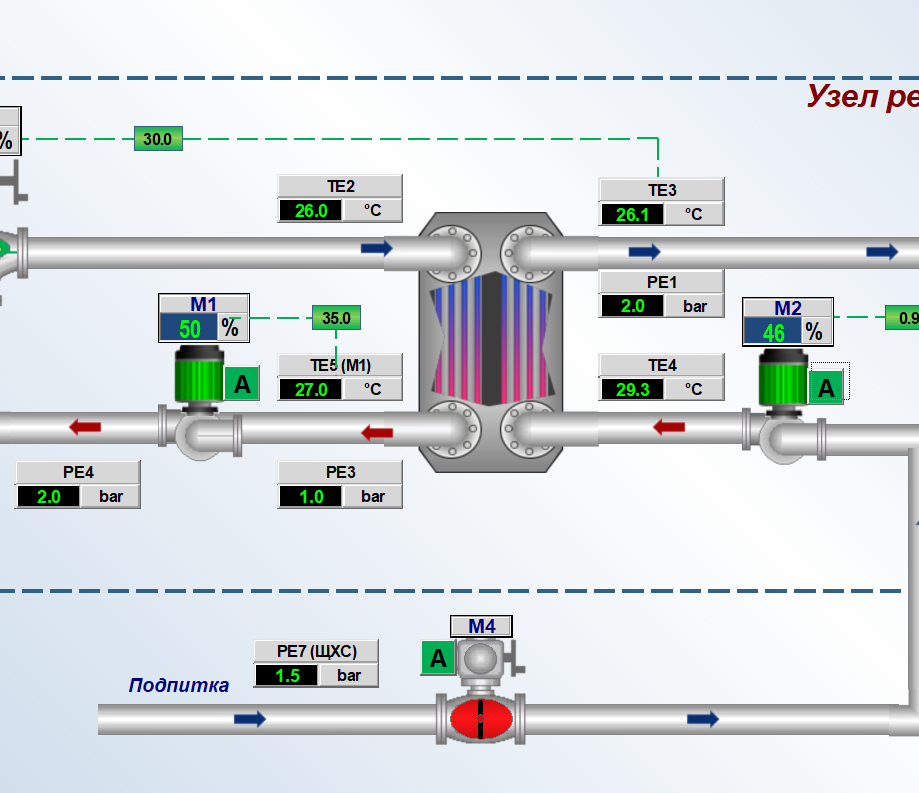 Узел ре
%
30.0
TE2
26.0 °C
TE3
26.1 °C
PE1
2.0 bar
M1
50 %
35.0
M2
46 %
0.9
A
TE5 (M1)
27.0 °C
TE4
29.3 °C
A
PE4
2.0 bar
PE3
1.0 bar
M4
PE7 (ЩХС)
1.5 bar
A
Подпитка